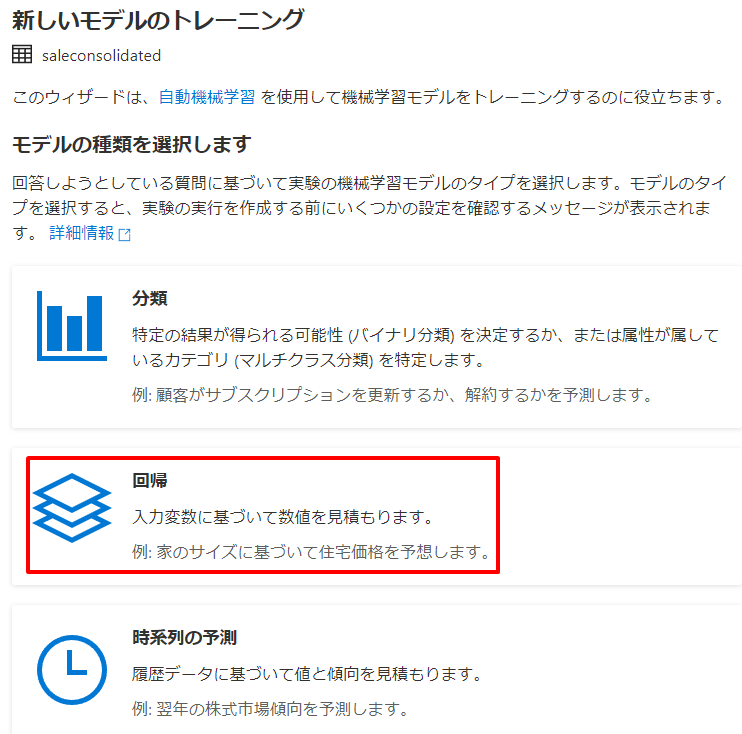 新しいモデルのトレーニング
saleconsolidated
このウィザードは、自動機械学習 を使用して機械学習モデルをトレーニングするのに役立ちます。
モデルの種類を選択します
回答しようとしている質問に基づいて実験の機械学習モデルのタイプを選択します。モデルのタイ
プを選択すると、実験の実行を作成する前にいくつかの設定を確認するメッセージが表示されま
す。 詳細情報
分類
特定の結果が得られる可能性 (バイナリ分類) を決定するか、または属性が属して
いるカテゴリ (マルチクラス分類) を特定します。
例: 顧客がサブスクリプションを更新するか、解約するかを予測します。
回帰
入力変数に基づいて数値を見積もります。
例: 家のサイズに基づいて住宅価格を予想します。
時系列の予測
履歴データに基づいて値と傾向を見積もります。
例: 翌年の株式市場傾向を予測します。